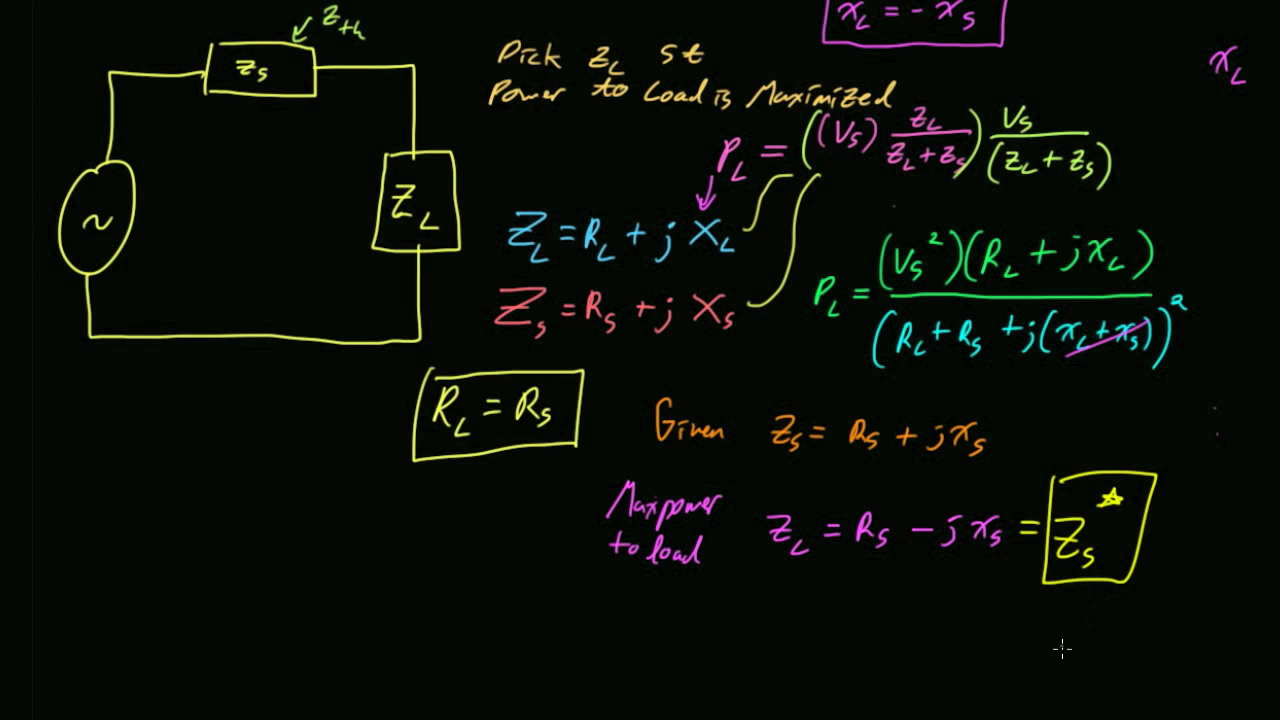 x_L = - x_S
Z_th
Z_S
Pick Z_L st
Power to Load is Maximized
x_L
P_L = ((V_S) Z_L/(Z_L + Z_S)) V_S/(Z_L + Z_S)
~
Z_L
Z_L = R_L + j X_L
Z_S = R_S + j X_S
P_L = (V_S^2)(R_L + j x_L)/(R_L + R_S + j(x_L + x_S))^2
R_L = R_S
Given Z_S = R_S + j x_S
Max power
to load
Z_L = R_S - j x_S = Z_S^☆